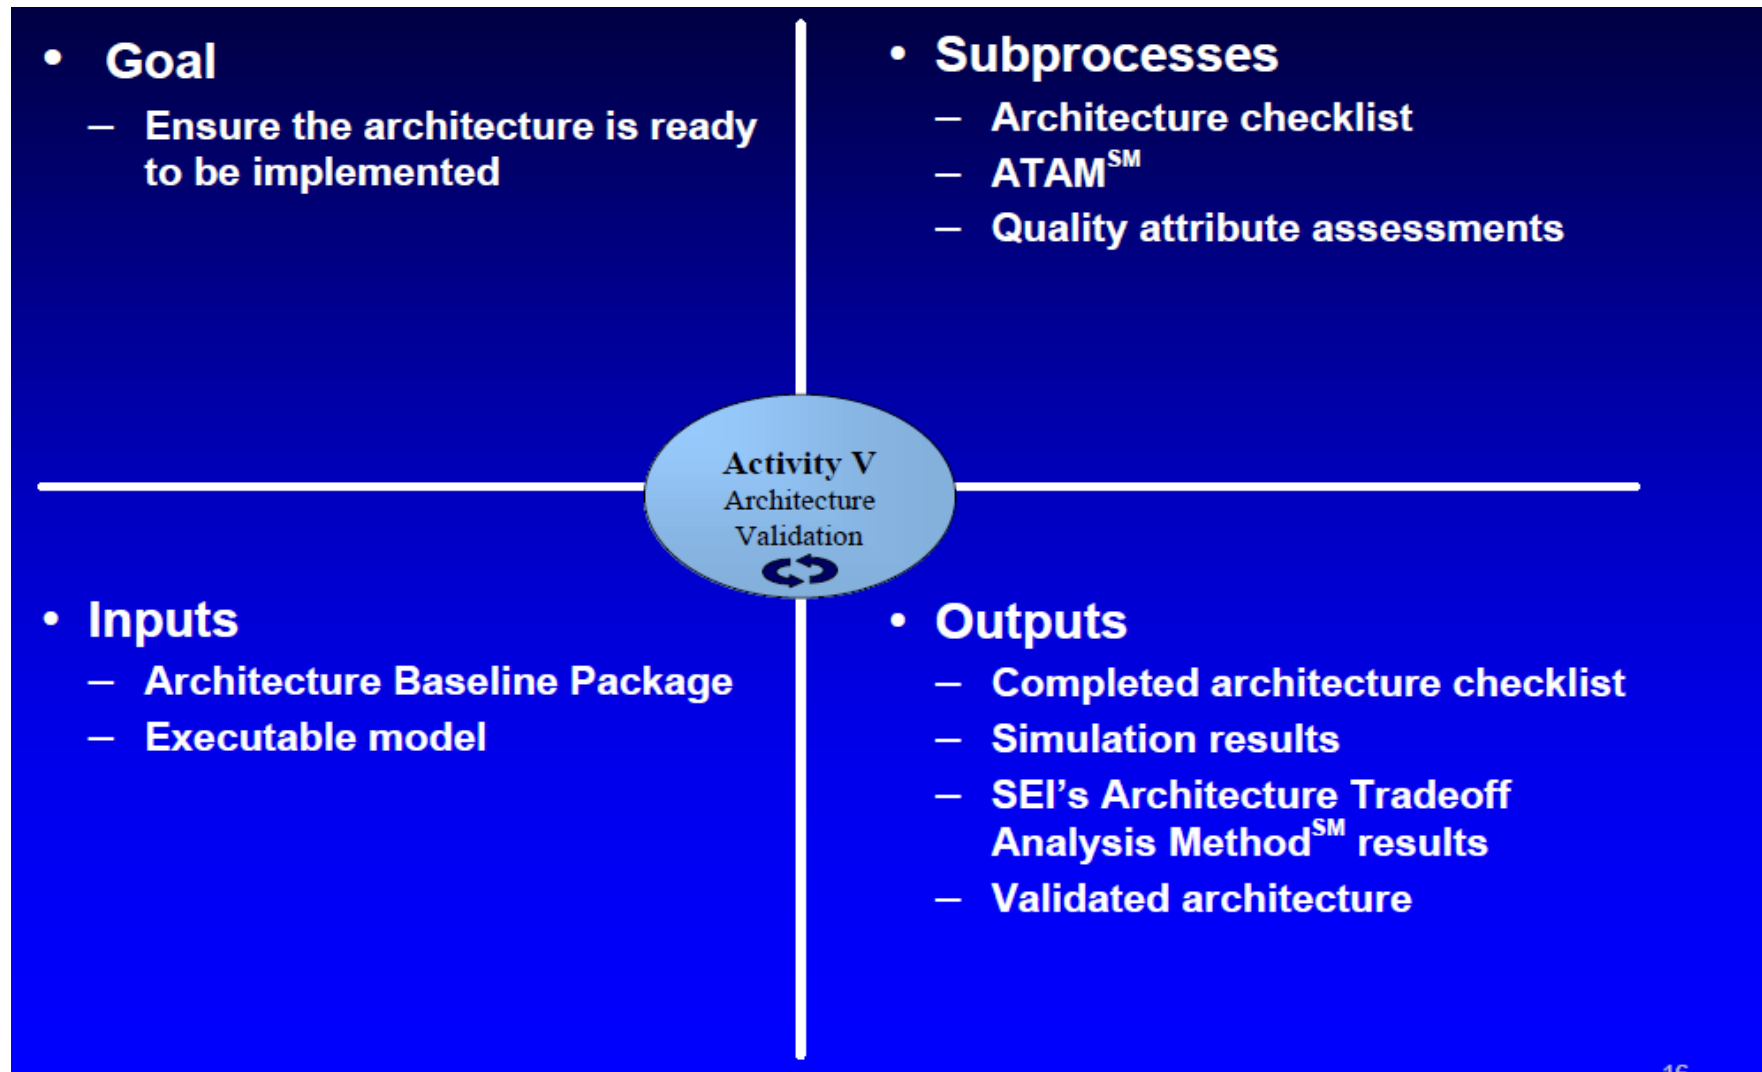 • Goal
– Ensure the architecture is ready
to be implemented
• Subprocesses
– Architecture checklist
– ATAM℠
– Quality attribute assessments
Activity V
Architecture
Validation
• Inputs
– Architecture Baseline Package
– Executable model
• Outputs
– Completed architecture checklist
– Simulation results
– SEI’s Architecture Tradeoff
Analysis Method℠ results
– Validated architecture